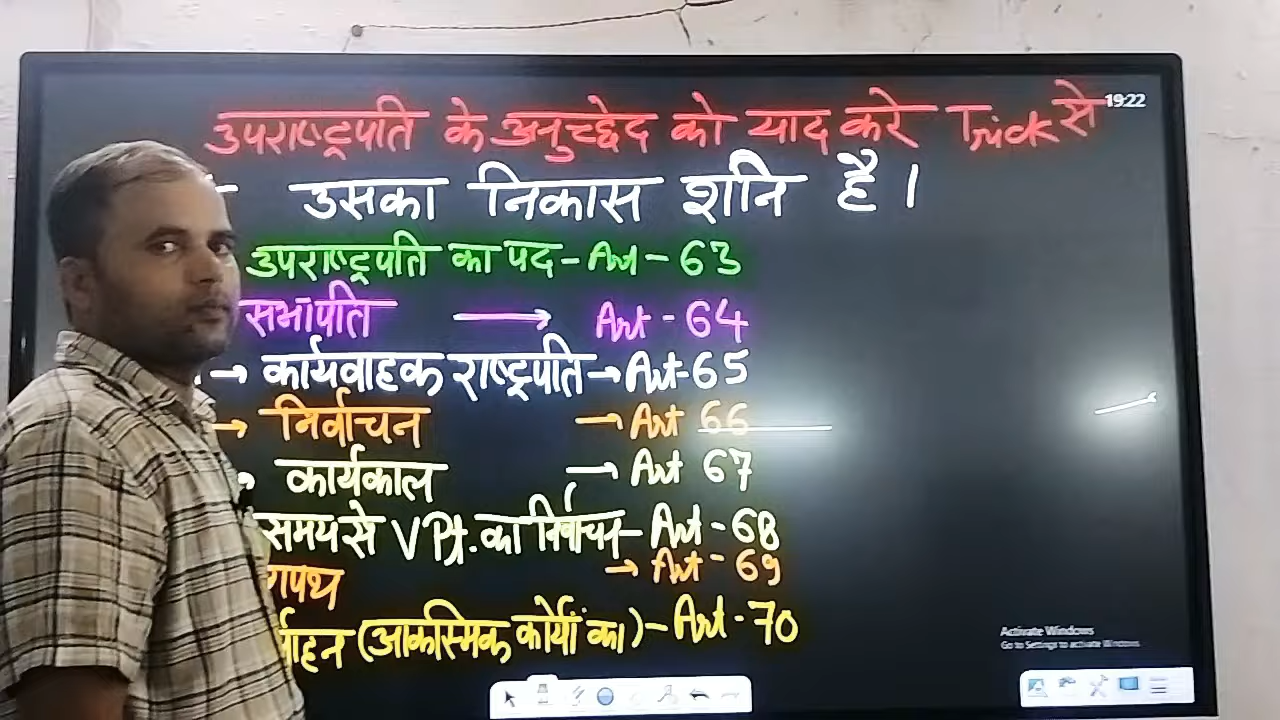 उपराष्ट्रपति के अनुच्छेद को याद करे Trick से
19:22
उसका निकास शनि है।
उपराष्ट्रपति का पद - Art - 63
सभापति → Art - 64
→ कार्यवाहक राष्ट्रपति → Art-65
→ निर्वाचन → Art 66
कार्यकाल → Art 67
समय से V Pt. का निर्वाचन - Art - 68
शपथ → Art - 69
(आकस्मिक कार्यों का) - Art - 70
Activate Windows
Go to Settings to activate Windows.